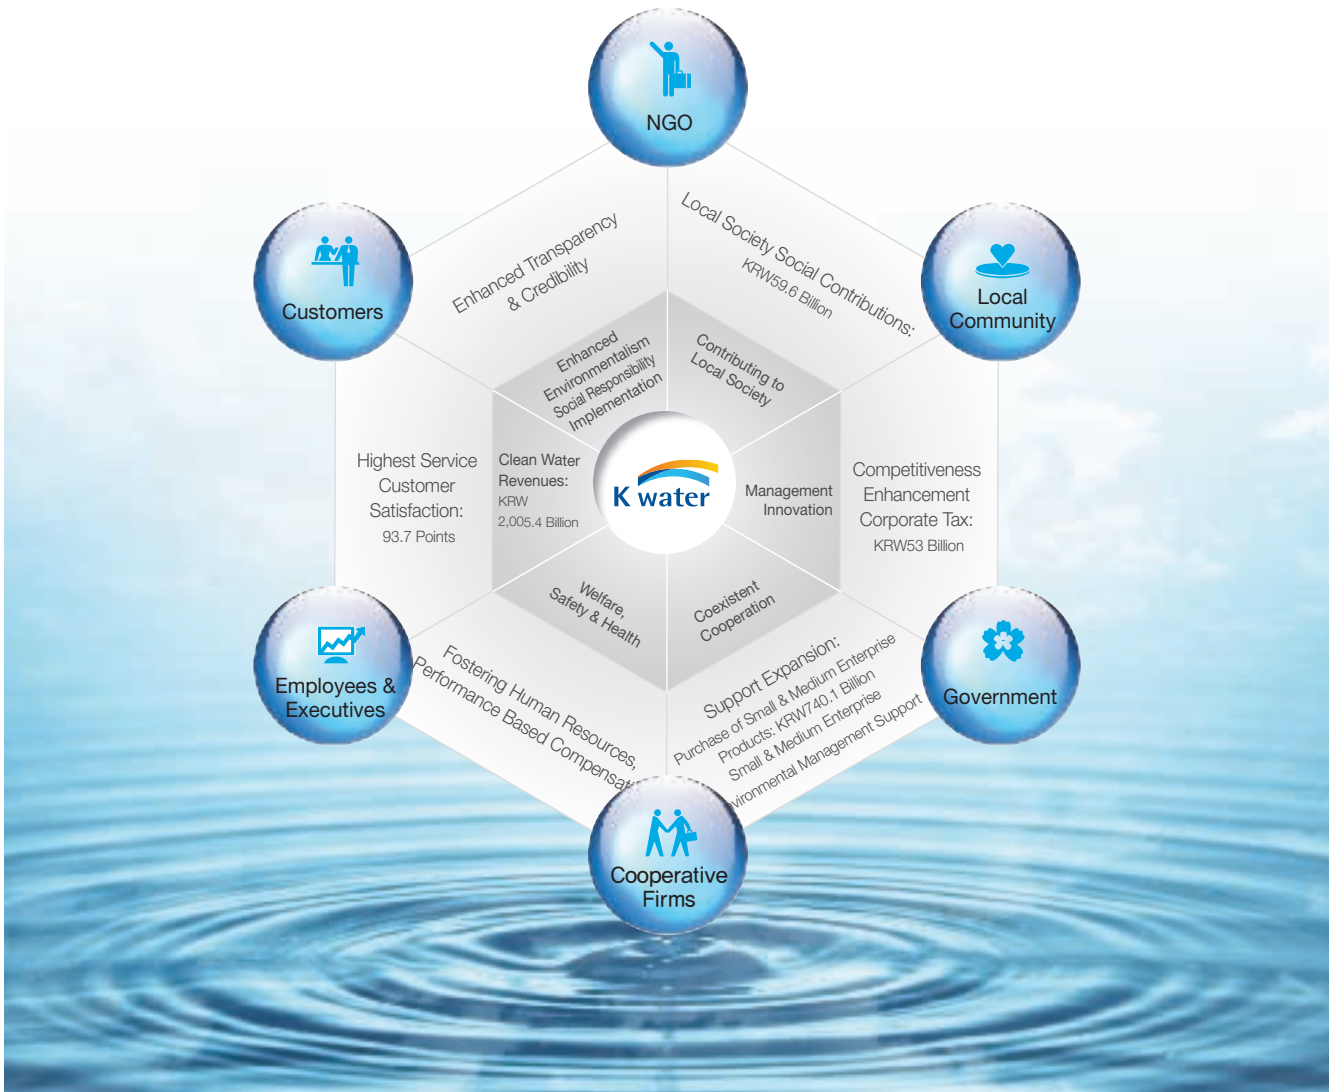 NGO
Local Society Social Contributions:
KRW59.6 Billion
Enhanced Transparency
& Credibility
Customers
Local
Community
Enhanced
Environmentalism
Social Responsibility
Implementation
Contributing to
Local Society
Highest Service
Customer
Satisfaction:
93.7 Points
Clean Water
Revenues:
KRW
2,005.4 Billion
K water
Management
Innovation
Competitiveness
Enhancement
Corporate Tax:
KRW53 Billion
Welfare,
Safety & Health
Coexistent
Cooperation
Employees &
Executives
Fostering Human Resources,
Performance Based Compensati
Support Expansion:
Purchase of Small & Medium Enterprise
Products: KRW740.1 Billion
Small & Medium Enterprise
vironmental Management Support
Government
Cooperative
Firms